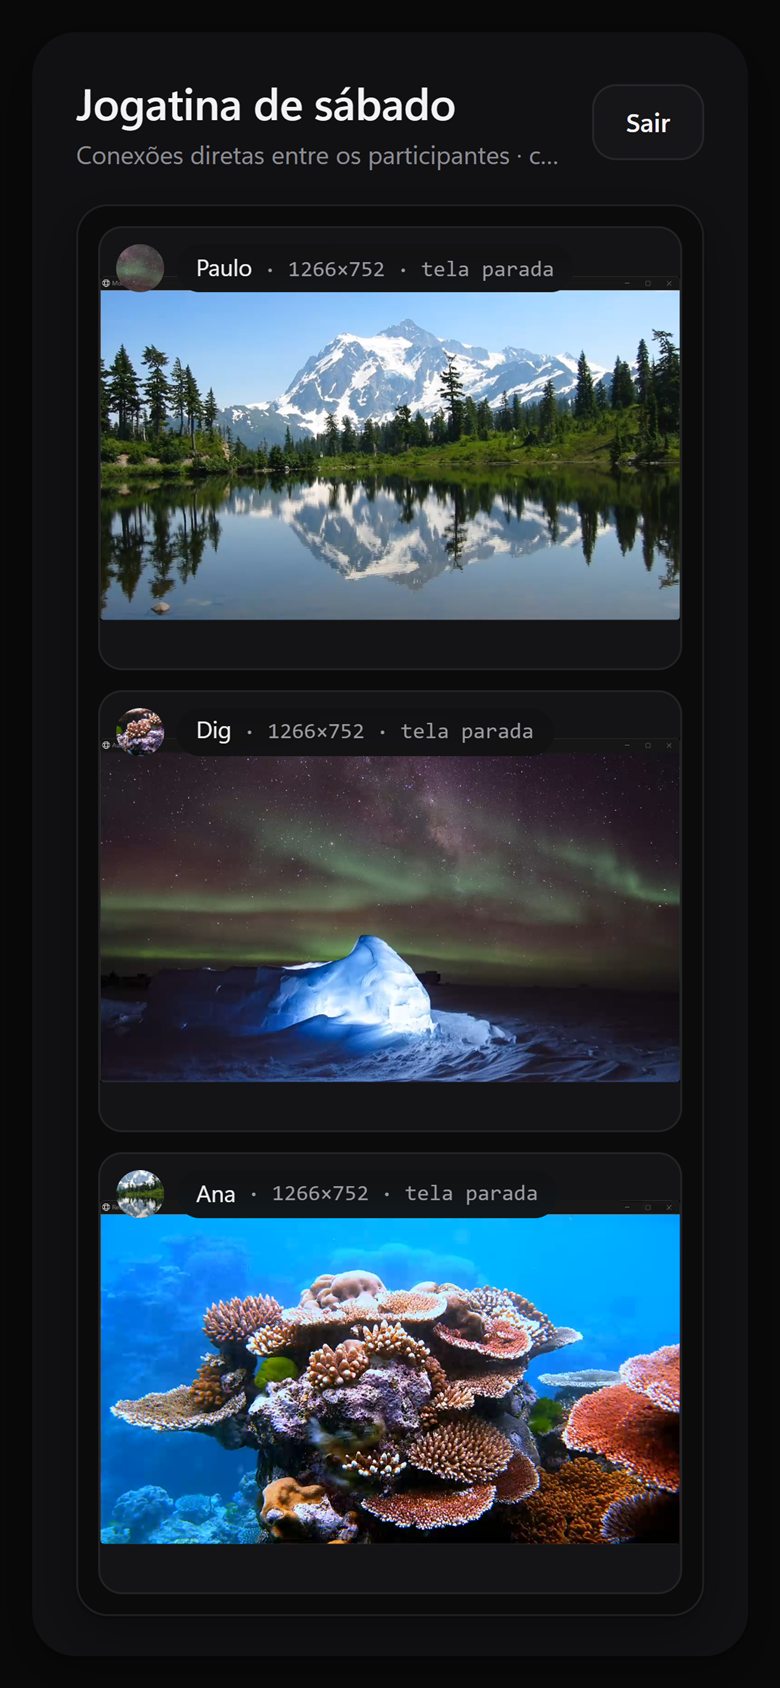 Jogatina de sábado
Sair
Conexões diretas entre os participantes · c...
Paulo · 1266×752 · tela parada
Dig · 1266×752 · tela parada
Ana · 1266×752 · tela parada